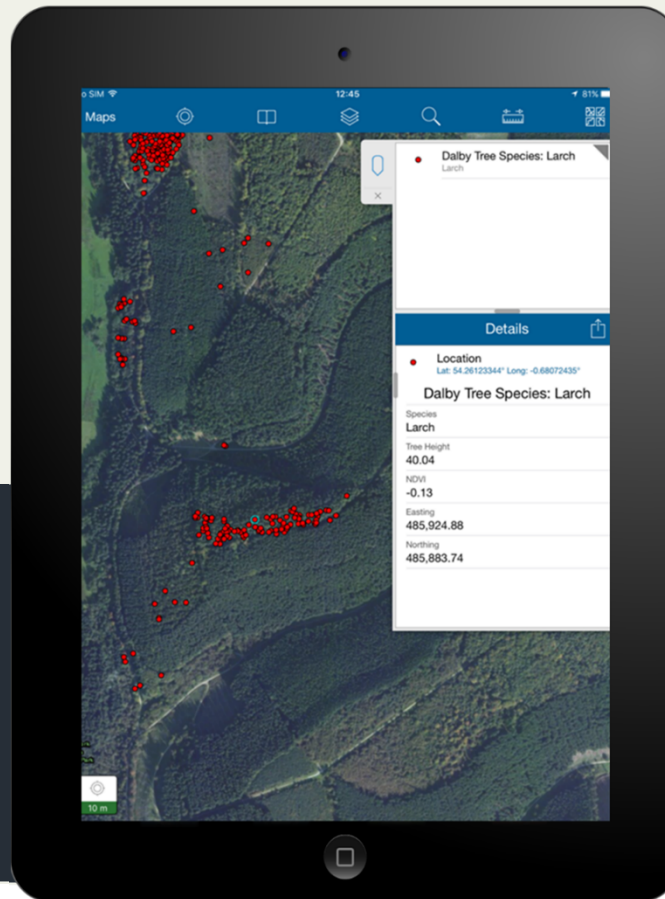 o SIM 12:45 81%
Maps
Dalby Tree Species: Larch
Larch
Details
Location
Lat: 54.26123344° Long: -0.68072435°
Dalby Tree Species: Larch
Species
Larch
Tree Height
40.04
NDVI
-0.13
Easting
485,924.88
Northing
485,883.74
10 m